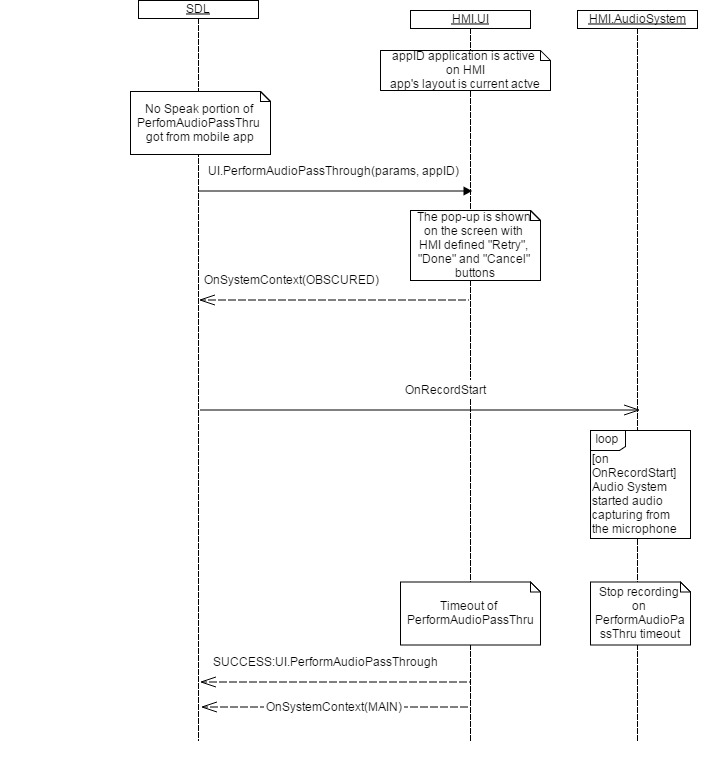 SDL
HMI.UI
HMI.AudioSystem
appID application is active
on HMI
app's layout is current actve
No Speak portion of
PerfomAudioPassThru
got from mobile app
UI.PerformAudioPassThrough(params, appID)
The pop-up is shown
on the screen with
HMI defined "Retry",
"Done" and "Cancel"
buttons
OnSystemContext(OBSCURED)
OnRecordStart
loop
[on
OnRecordStart]
Audio System
started audio
capturing from
the microphone
Timeout of
PerformAudioPassThru
Stop recording
on
PerformAudioPa
ssThru timeout
SUCCESS:UI.PerformAudioPassThrough
OnSystemContext(MAIN)